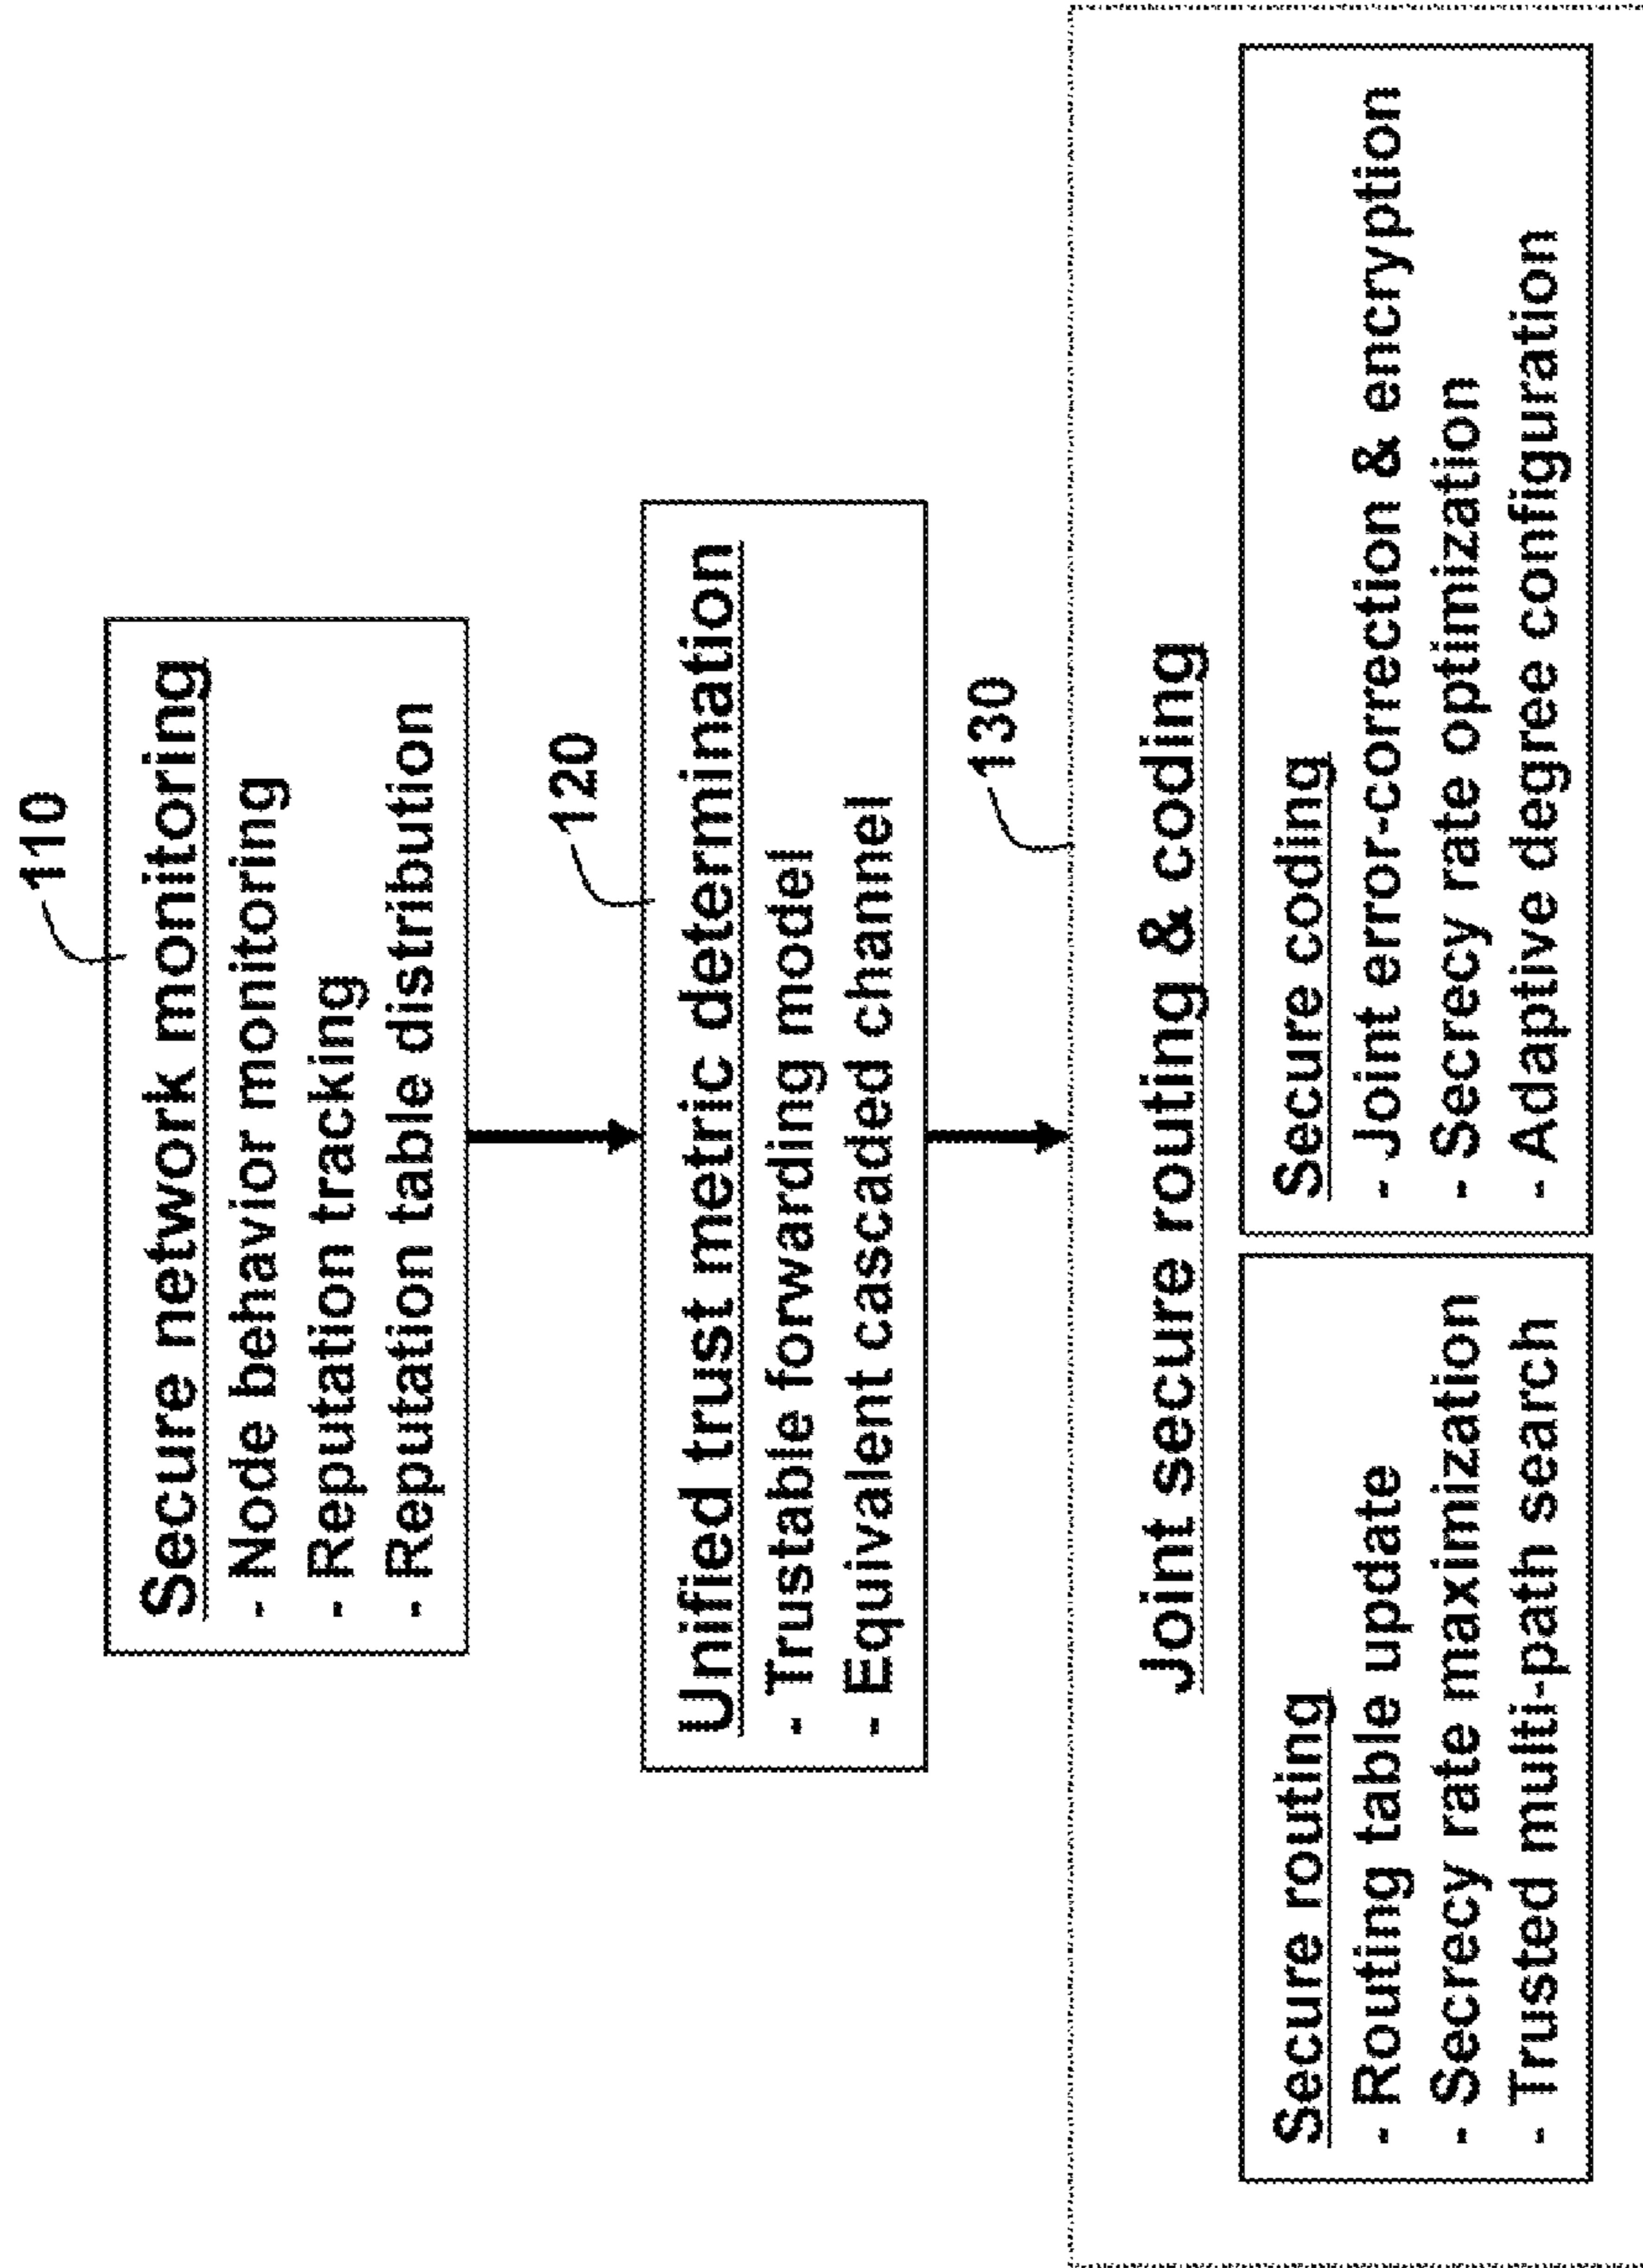 110
Secure network monitoring
- Node behavior monitoring
- Reputation tracking
- Reputation table distribution
120
Unified trust metric determination
- Trustable forwarding model
- Equivalent cascaded channel
130
Joint secure routing & coding
Secure routing
- Routing table update
- Secrecy rate maximization
- Trusted multi-path search
Secure coding
- Joint error-correction & encryption
- Secrecy rate optimization
- Adaptive degree configuration